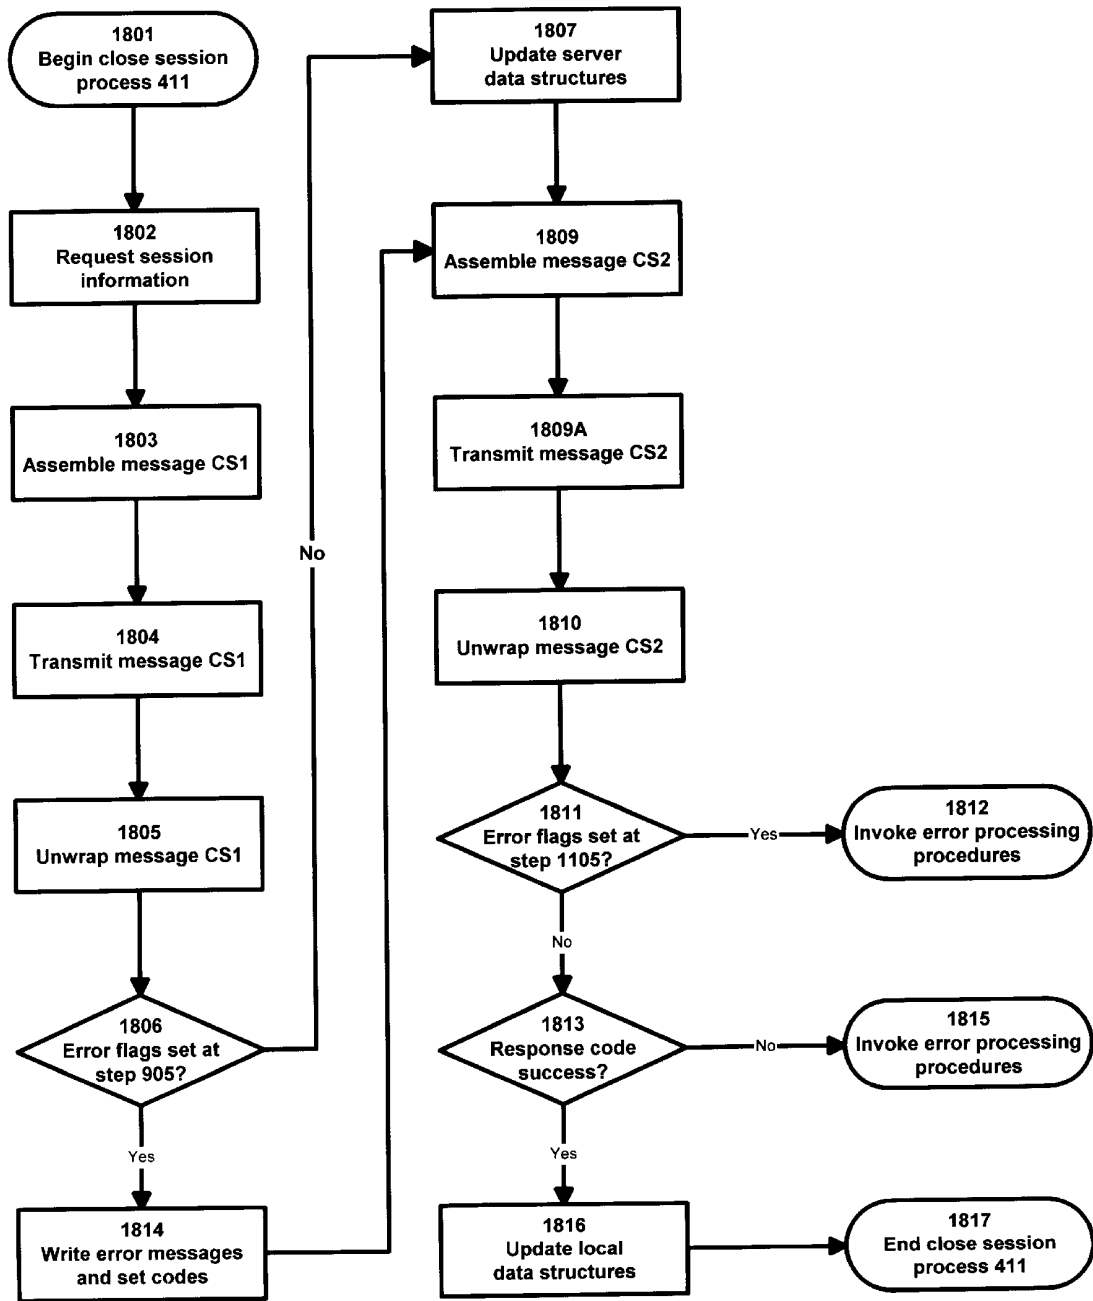 1801
Begin close session
process 411
1802
Request session
information
1803
Assemble message CS1
1804
Transmit message CS1
1805
Unwrap message CS1
1806
Error flags set at
step 905?
Yes
1814
Write error messages
and set codes
No
1807
Update server
data structures
1809
Assemble message CS2
1809A
Transmit message CS2
1810
Unwrap message CS2
1811
Error flags set at
step 1105?
Yes
1812
Invoke error processing
procedures
No
1813
Response code
success?
No
1815
Invoke error processing
procedures
Yes
1816
Update local
data structures
1817
End close session
process 411